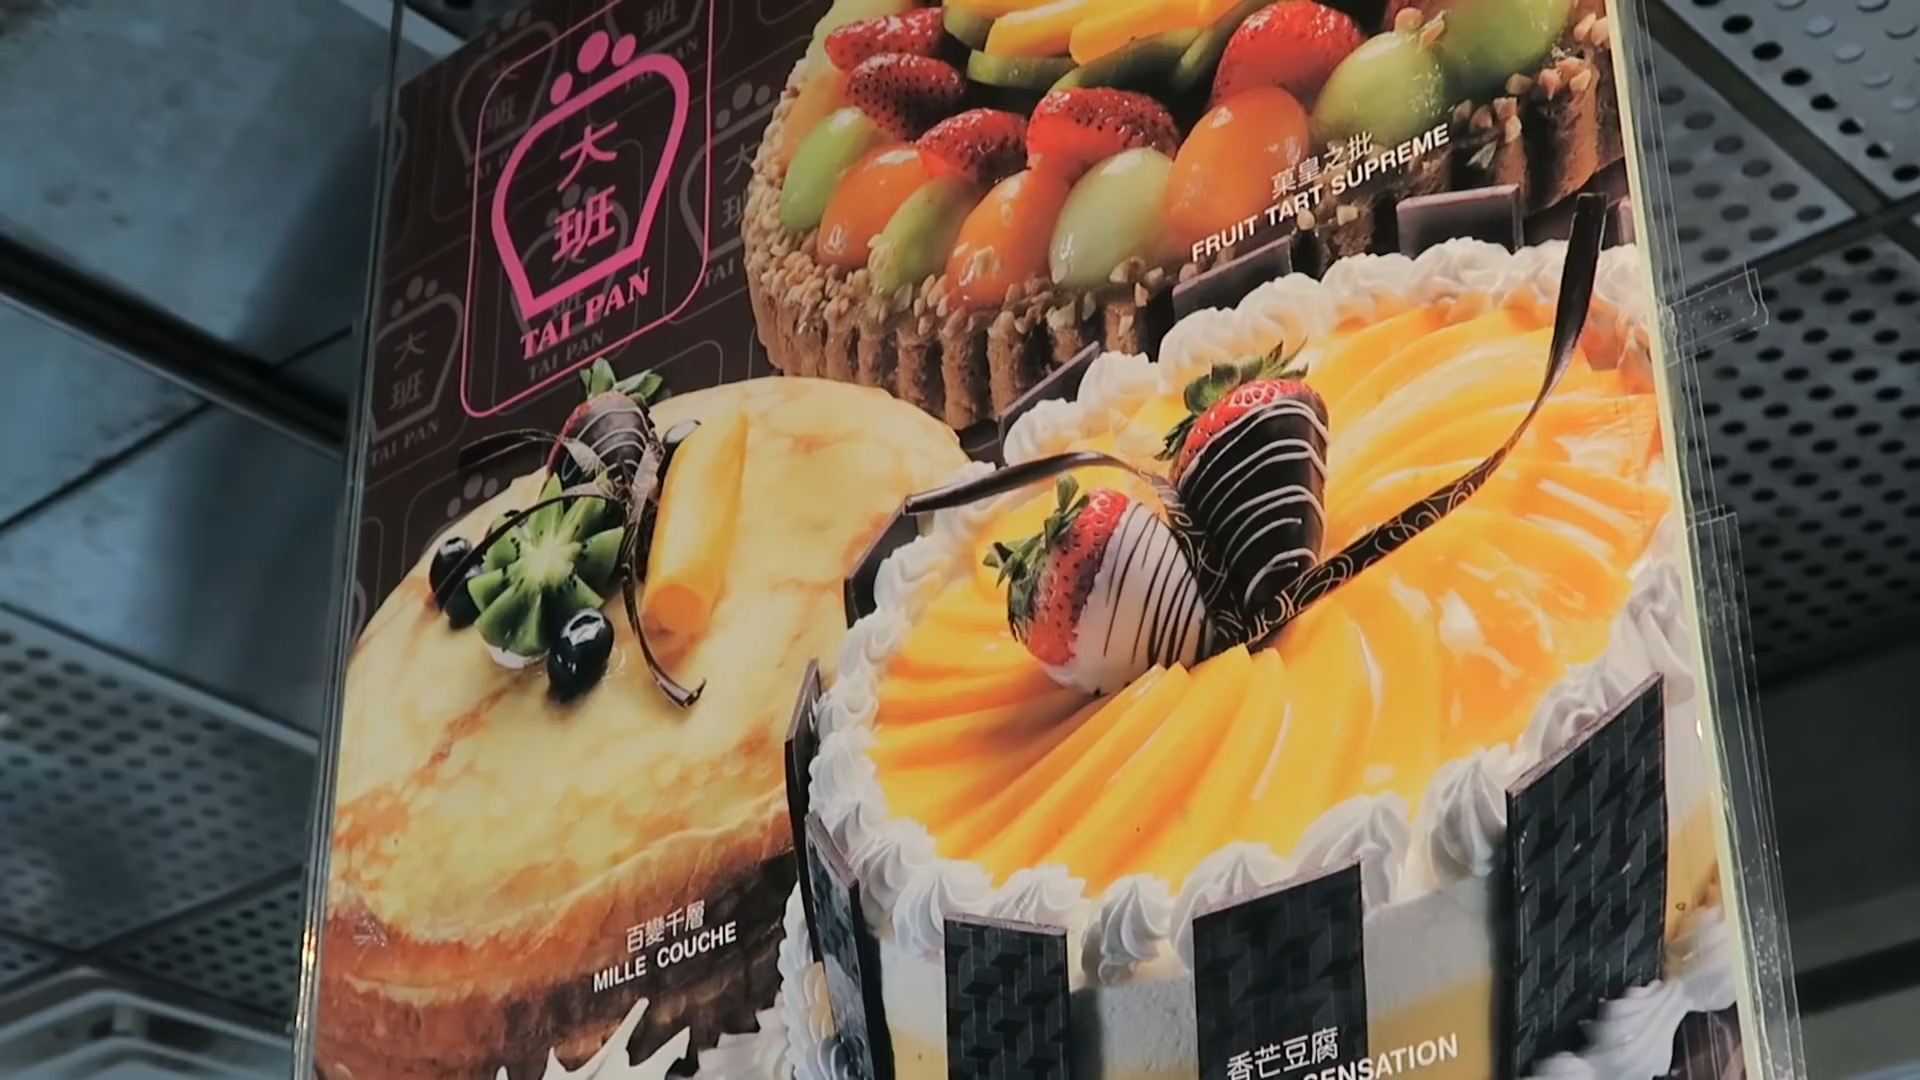 大
班
TAI PAN
菓皇之批
FRUIT TART SUPREME
百變千層
MILLE COUCHE
香芒豆腐
SENSATION